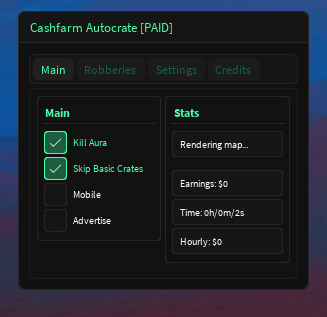 Cashfarm Autocrate [PAID]
Main Robberies Settings Credits
Main
Kill Aura
Skip Basic Crates
Mobile
Advertise
Stats
Rendering map...
Earnings: $0
Time: 0h/0m/2s
Hourly: $0